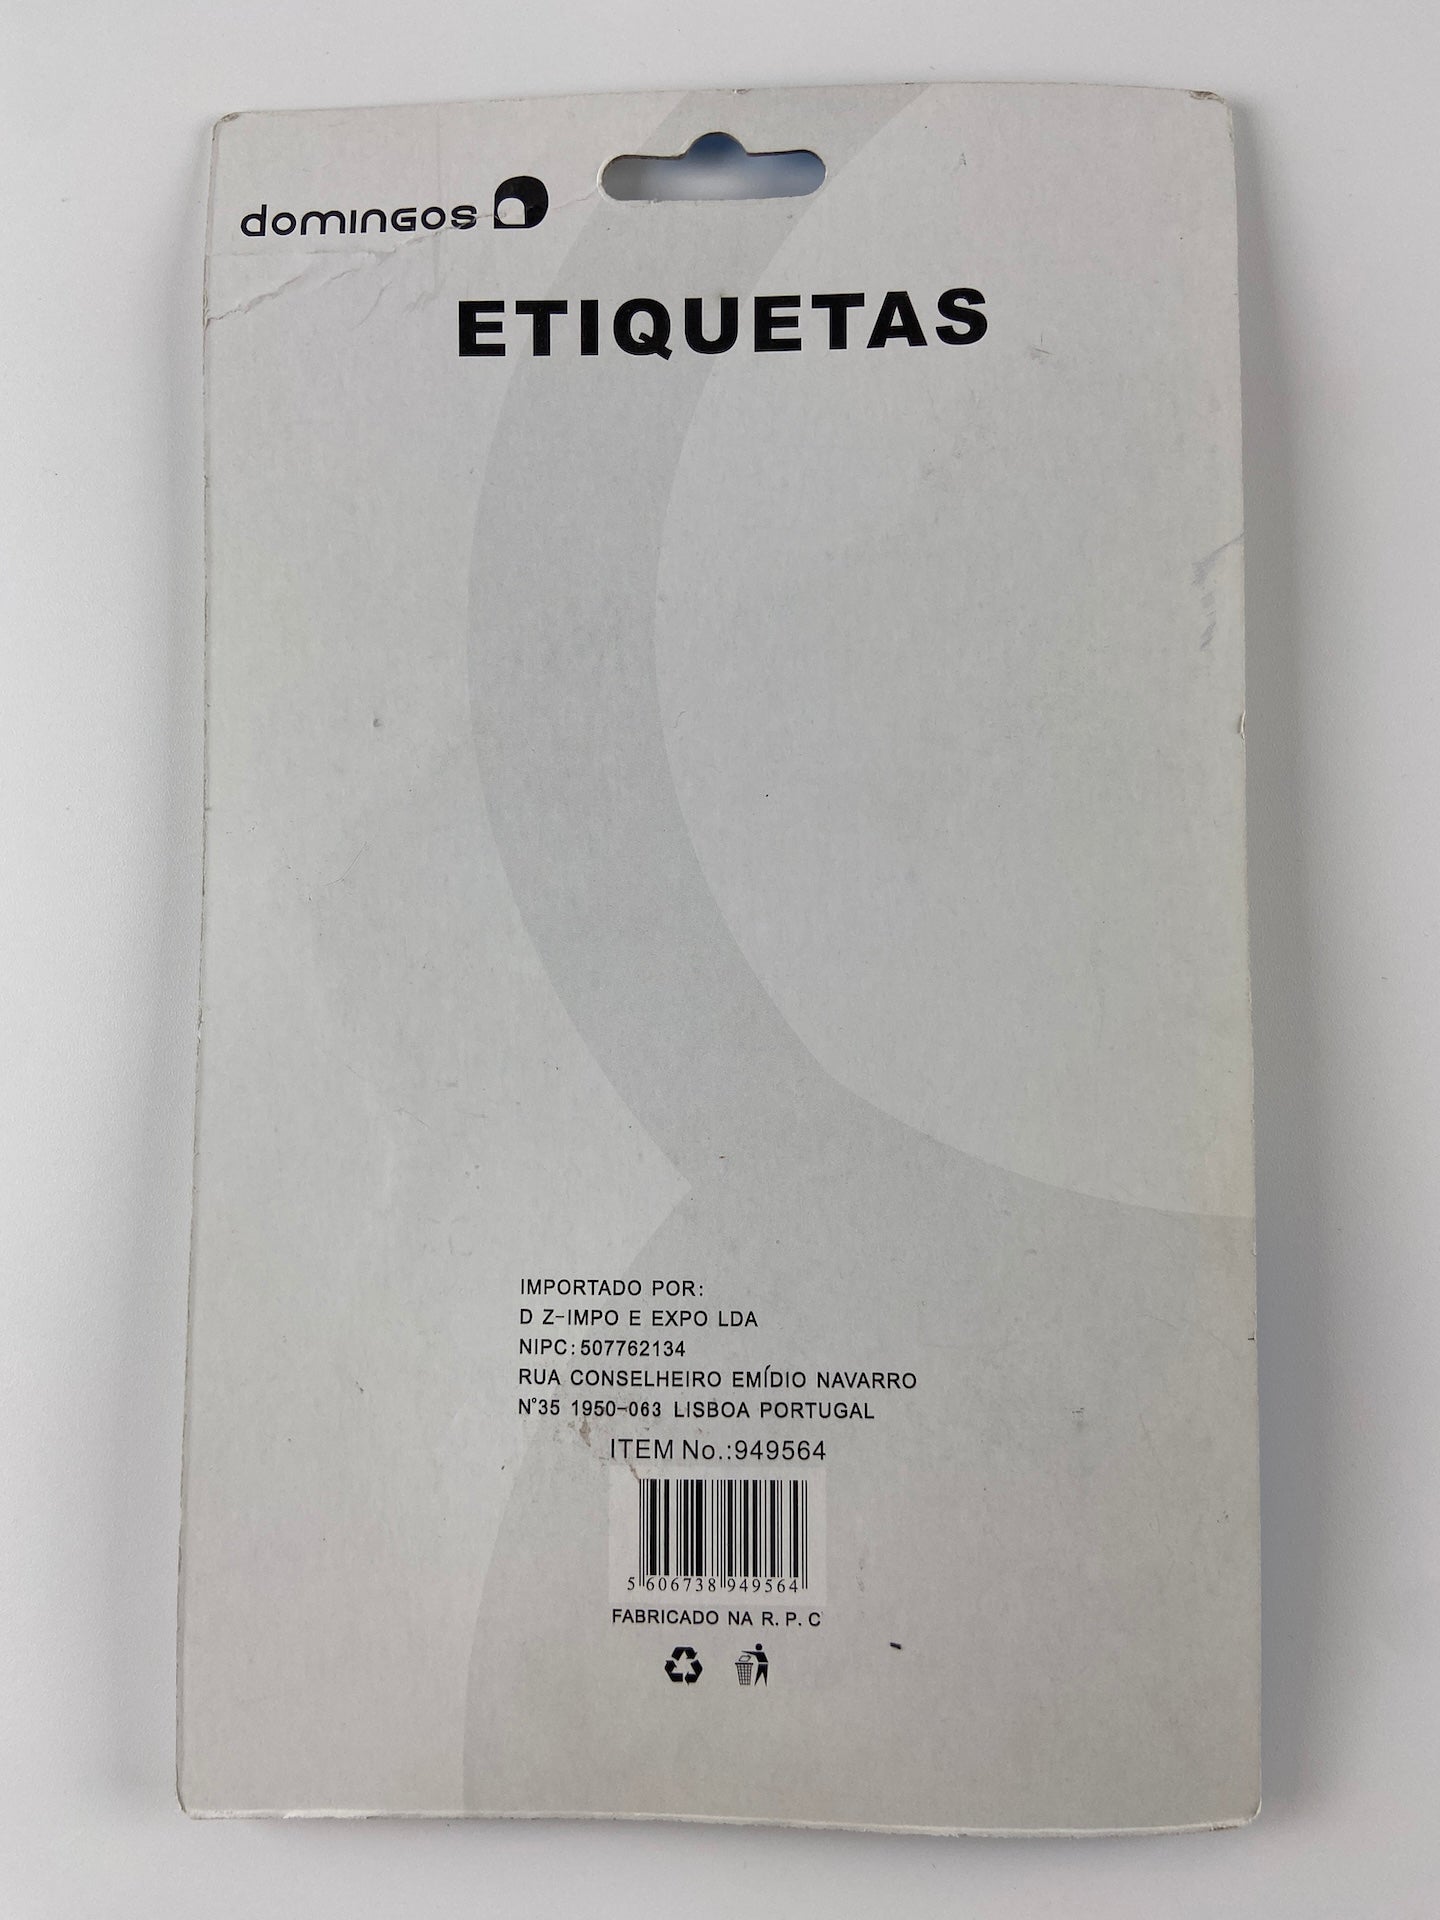 domingos
ETIQUETAS
IMPORTADO POR:
D Z-IMPO E EXPO LDA
NIPC:507762134
RUA CONSELHEIRO EMÍDIO NAVARRO
N°35 1950-063 LISBOA PORTUGAL
ITEM No.:949564
5 606738 949564
FABRICADO NA R. P. C